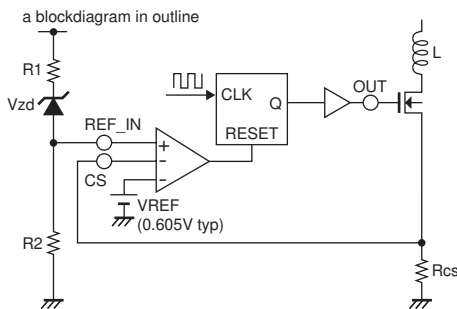 a blockdiagram in outline
R1
Vzd
REF_IN
CS
+
-
-
VREF
(0.605V typ)
R2
CLK
Q
RESET
OUT
L
Rcs